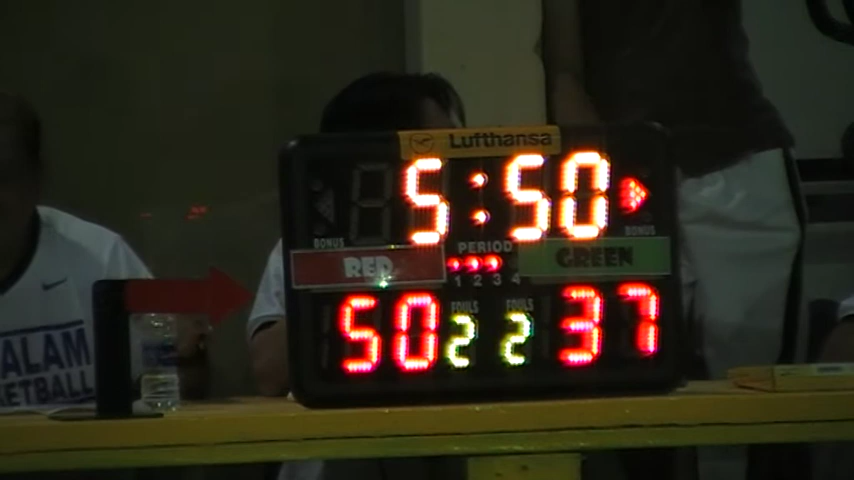 Lufthansa
5:50
BONUS
BONUS
PERIOD
RED
GREEN
1 2 3 4
FOULS
FOULS
50
2
2
37
ALAM
ETBALL